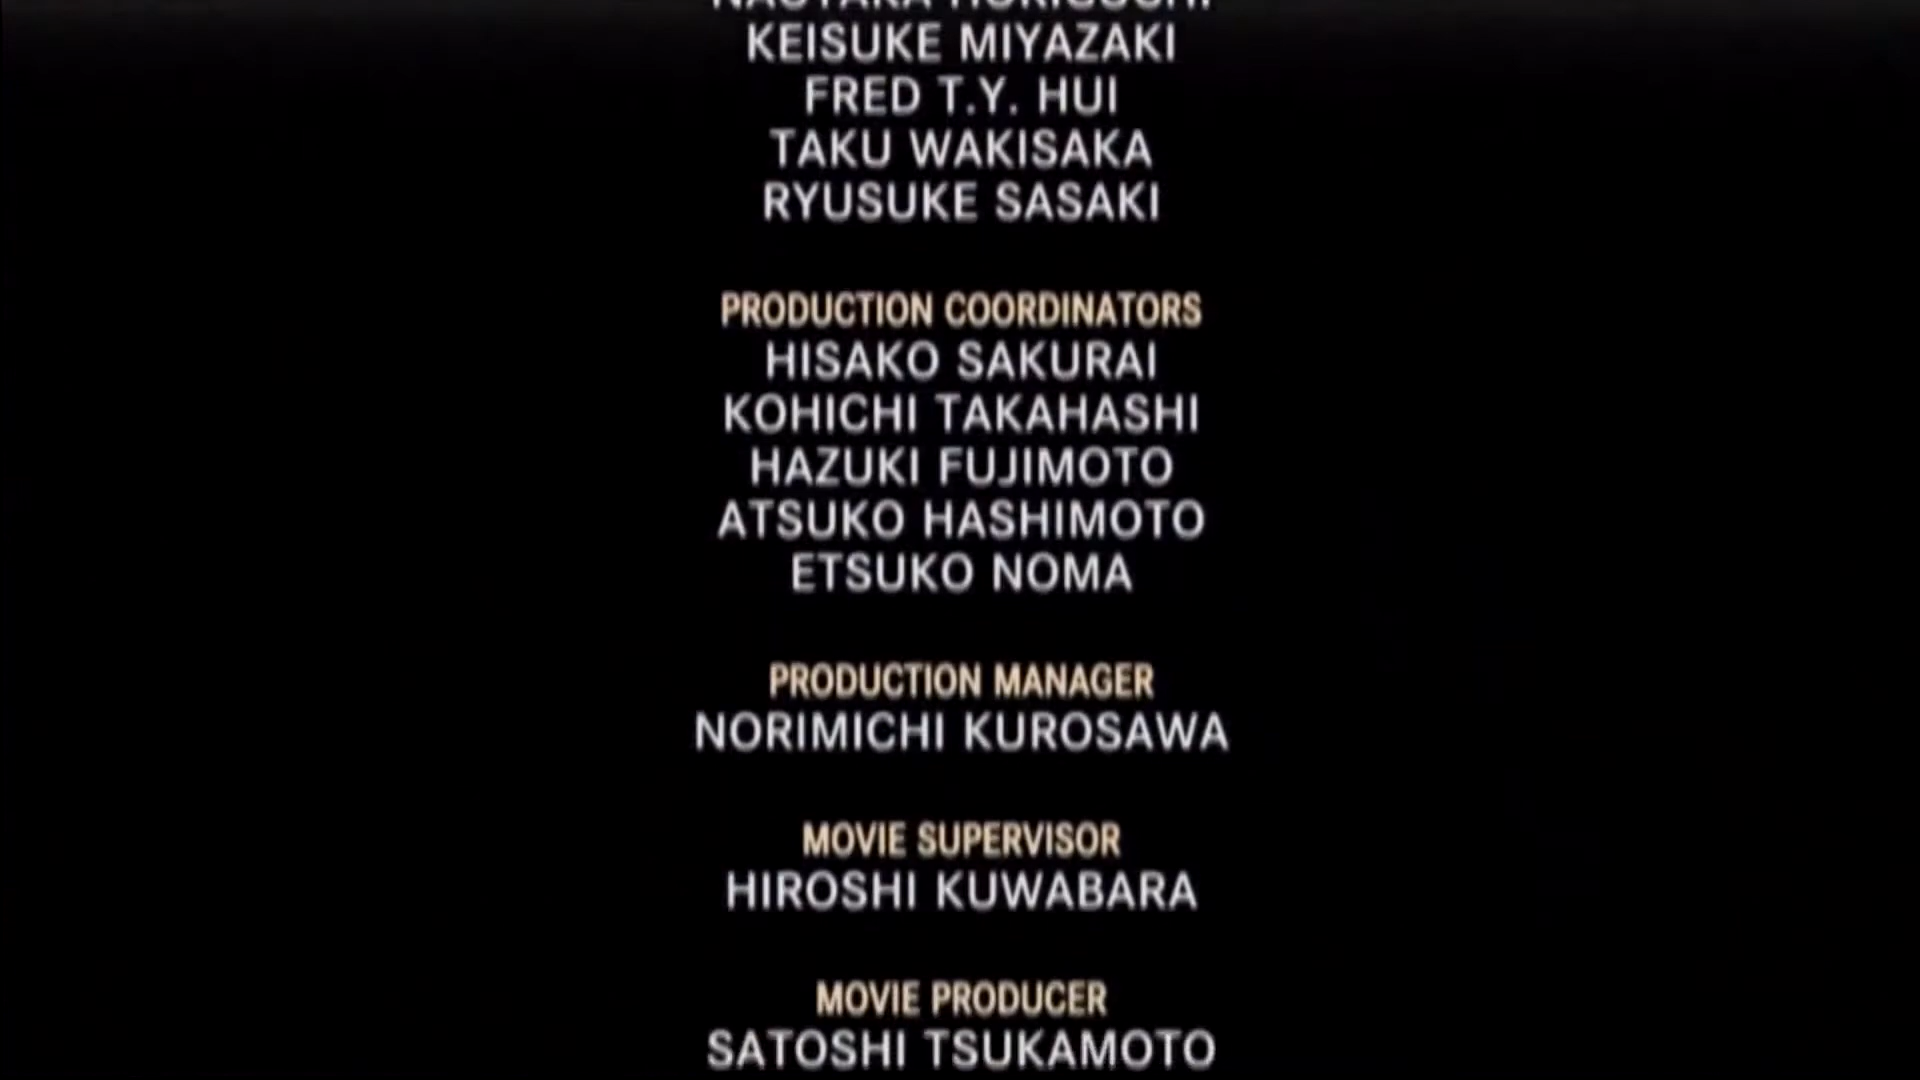 KEISUKE MIYAZAKI
FRED T.Y. HUI
TAKU WAKISAKA
RYUSUKE SASAKI
PRODUCTION COORDINATORS
HISAKO SAKURAI
KOHICHI TAKAHASHI
HAZUKI FUJIMOTO
ATSUKO HASHIMOTO
ETSUKO NOMA
PRODUCTION MANAGER
NORIMICHI KUROSAWA
MOVIE SUPERVISOR
HIROSHI KUWABARA
MOVIE PRODUCER
SATOSHI TSUKAMOTO